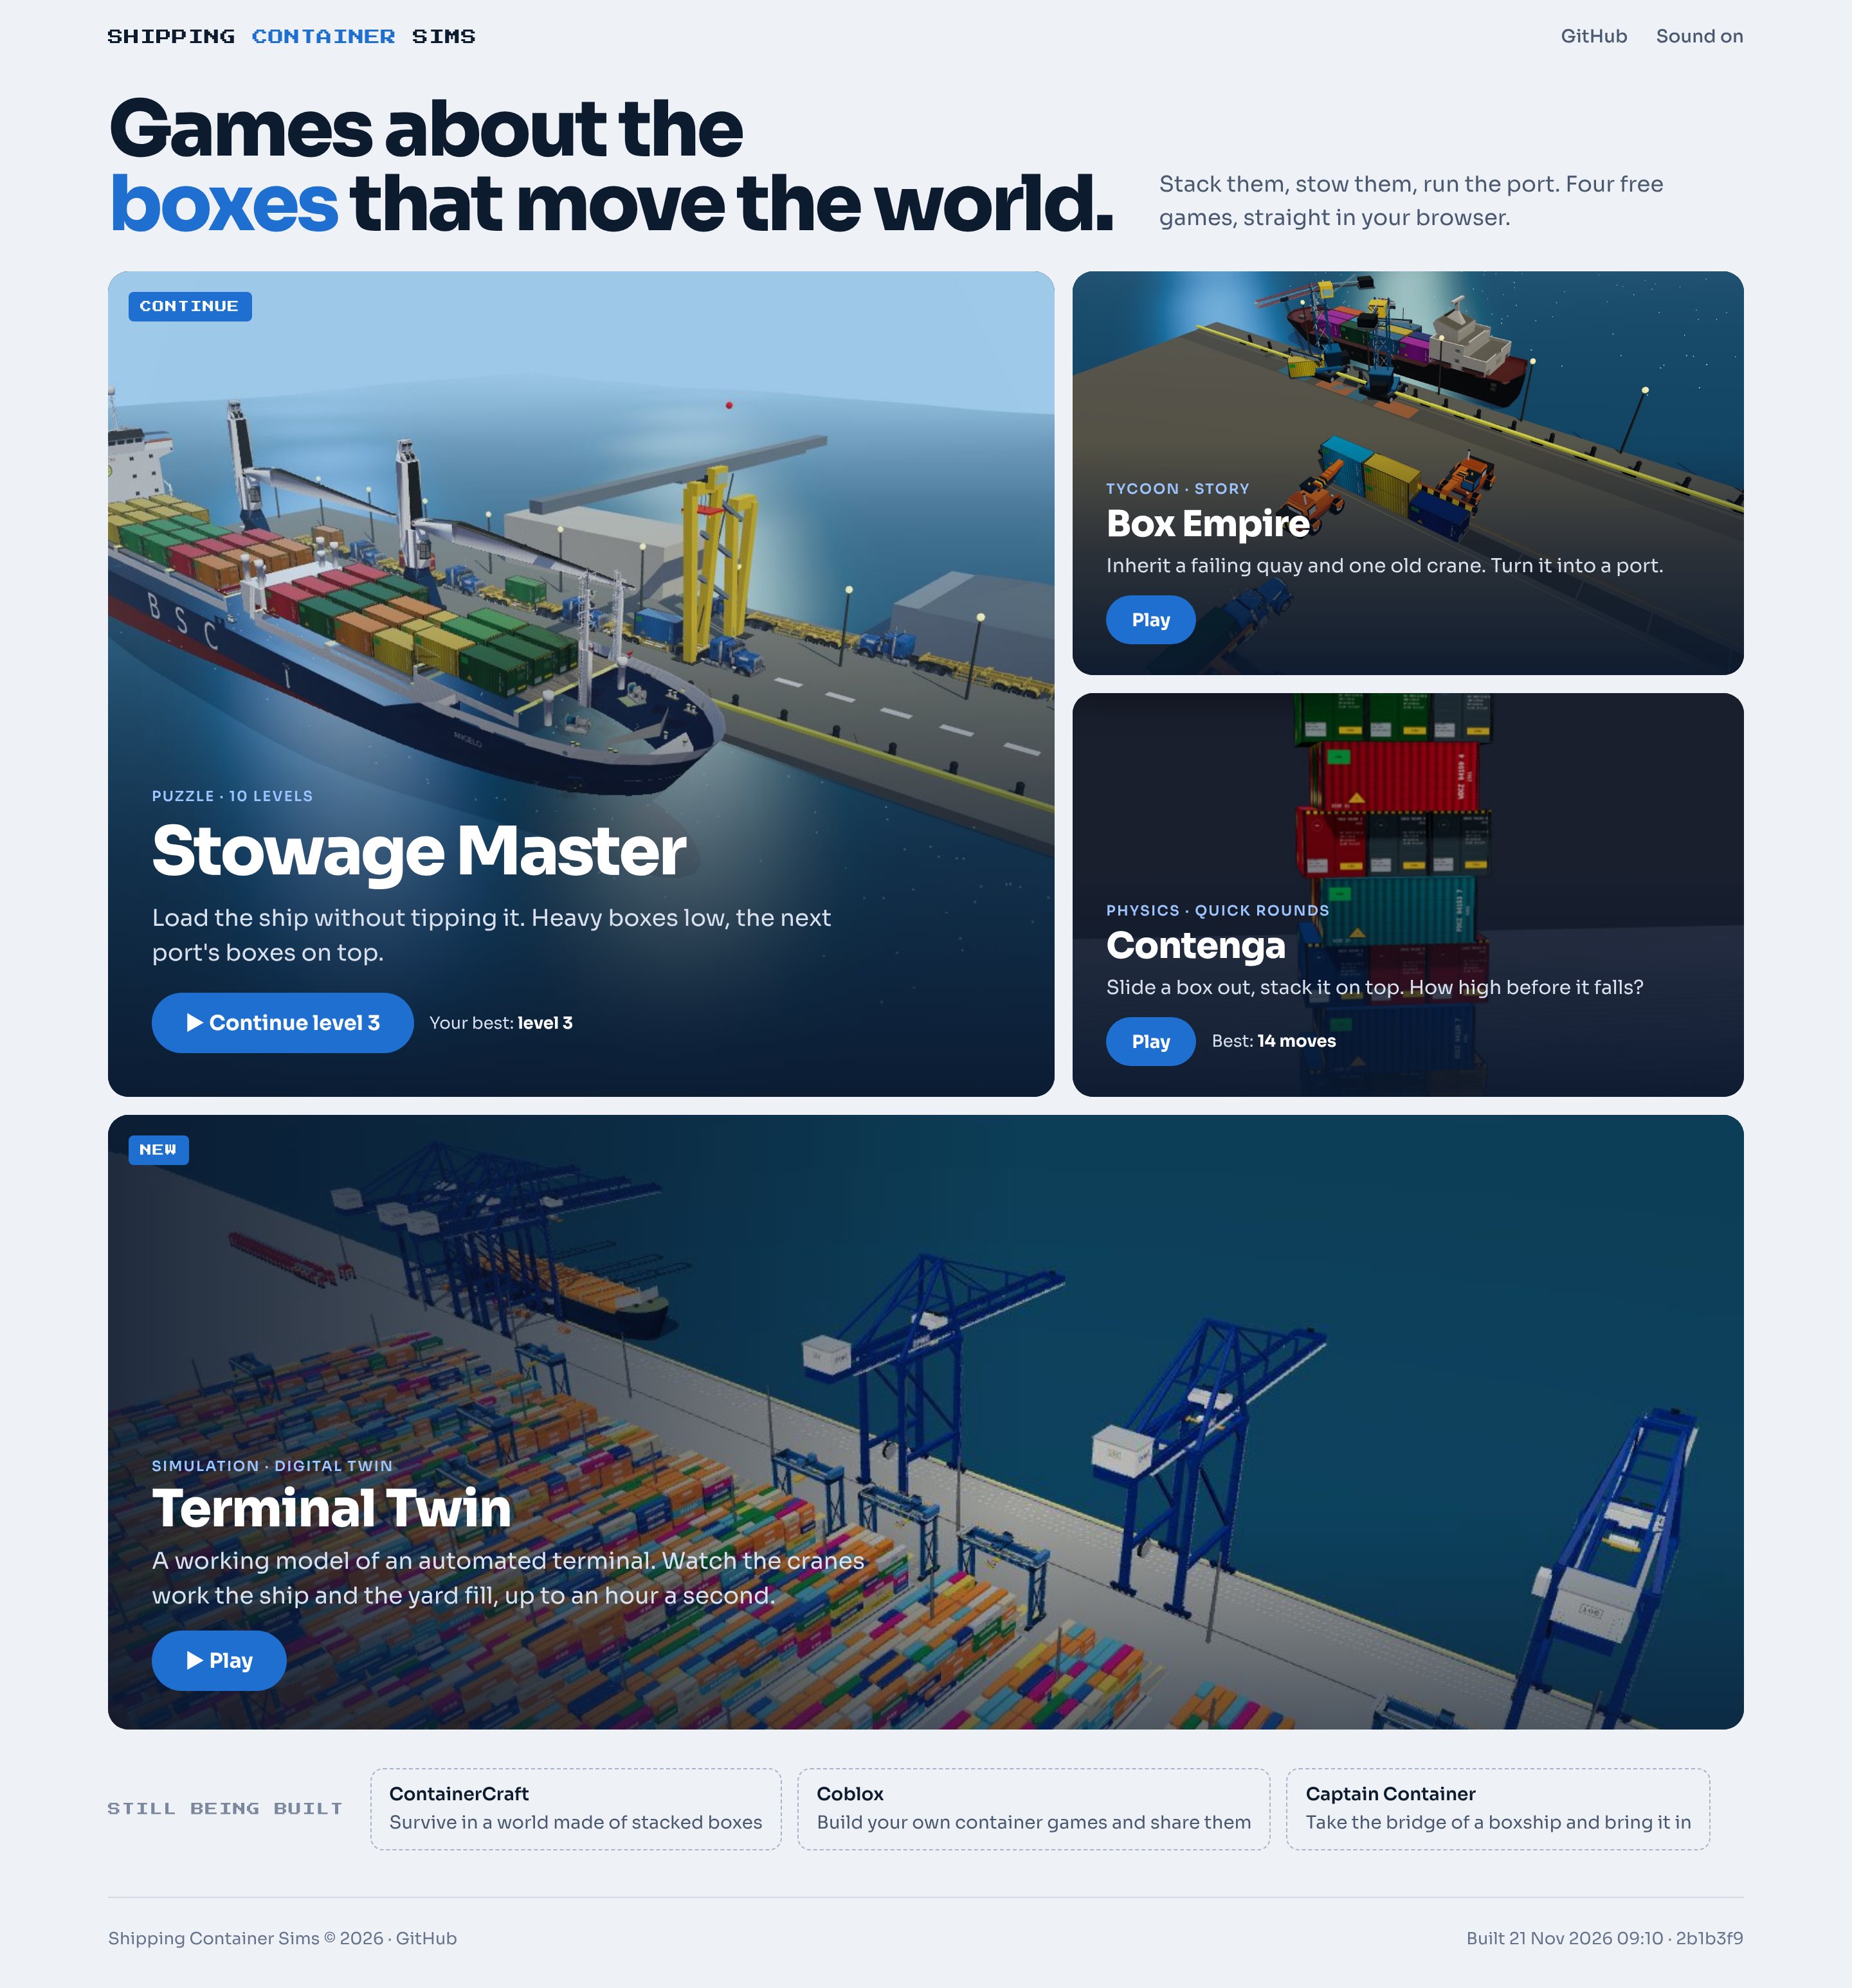 SHIPPING CONTAINER SIMS
GitHub
Sound on
Games about the
boxes that move the world.
Stack them, stow them, run the port. Four free
games, straight in your browser.
CONTINUE
BSC
PUZZLE · 10 LEVELS
Stowage Master
Load the ship without tipping it. Heavy boxes low, the next
port's boxes on top.
▶ Continue level 3
Your best: level 3
TYCOON · STORY
Box Empire
Inherit a failing quay and one old crane. Turn it into a port.
Play
PHYSICS · QUICK ROUNDS
Contenga
Slide a box out, stack it on top. How high before it falls?
Play
Best: 14 moves
NEW
SIMULATION · DIGITAL TWIN
Terminal Twin
A working model of an automated terminal. Watch the cranes
work the ship and the yard fill, up to an hour a second.
▶ Play
STILL BEING BUILT
ContainerCraft
Survive in a world made of stacked boxes
Coblox
Build your own container games and share them
Captain Container
Take the bridge of a boxship and bring it in
Shipping Container Sims © 2026 · GitHub
Built 21 Nov 2026 09:10 · 2b1b3f9